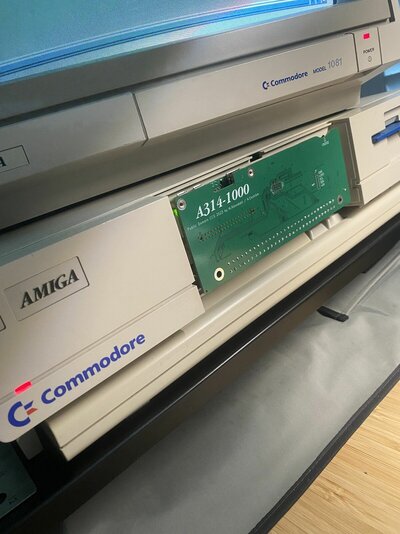 Commodore MODEL 1081
POWER
A
A314-1000
AMIGA
Commodore